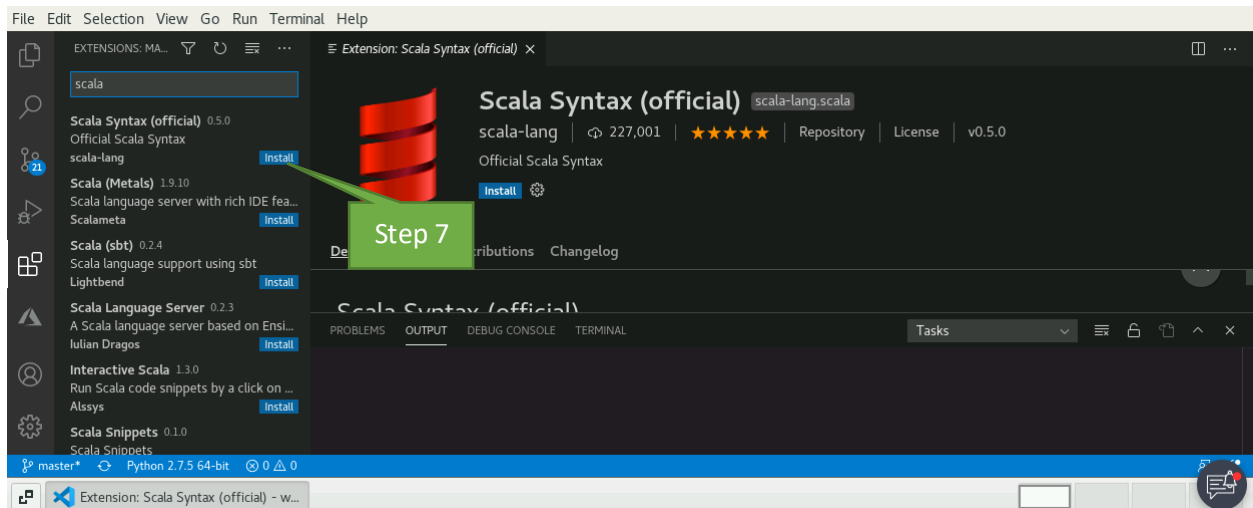 File Edit Selection View Go Run Terminal Help
EXTENSIONS: MA...
scala
Scala Syntax (official) 0.5.0
Official Scala Syntax
scala-lang Install
Scala (Metals) 1.9.10
Scala language server with rich IDE fea...
Scalameta Install
Scala (sbt) 0.2.4
Scala language support using sbt
Lightbend Install
Scala Language Server 0.2.3
A Scala language server based on Ensi...
Iulian Dragos Install
Interactive Scala 1.3.0
Run Scala code snippets by a click on ...
Alssys Install
Scala Snippets 0.1.0
Scala Snippets
21
Extension: Scala Syntax (official)
Scala Syntax (official) scala-lang.scala
scala-lang 227,001 Repository License v0.5.0
Official Scala Syntax
Install
Step 7
Changelog
Scala Syntax (official)
PROBLEMS OUTPUT DEBUG CONSOLE TERMINAL Tasks
master* Python 2.7.5 64-bit 0 0
Extension: Scala Syntax (official) - w...